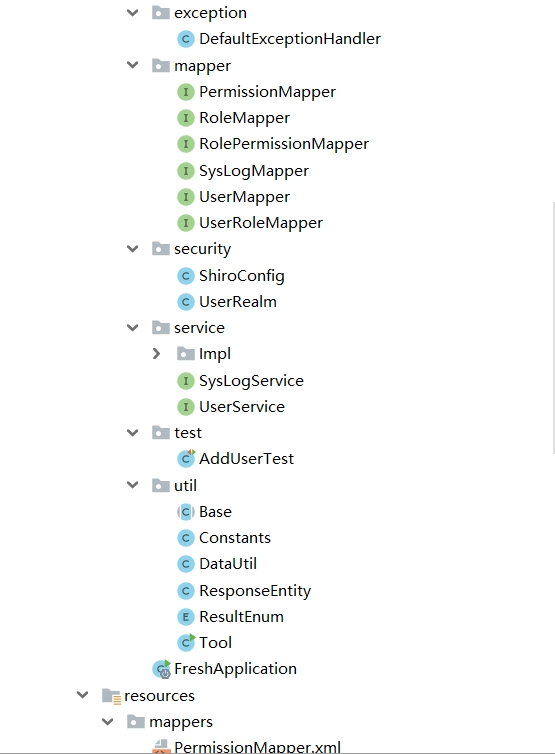 exception
DefaultExceptionHandler
mapper
PermissionMapper
RoleMapper
RolePermissionMapper
SysLogMapper
UserMapper
UserRoleMapper
security
ShiroConfig
UserRealm
service
Impl
SysLogService
UserService
test
AddUserTest
util
Base
Constants
DataUtil
ResponseEntity
ResultEnum
Tool
FreshApplication
resources
mappers
PermissionMapper.xml